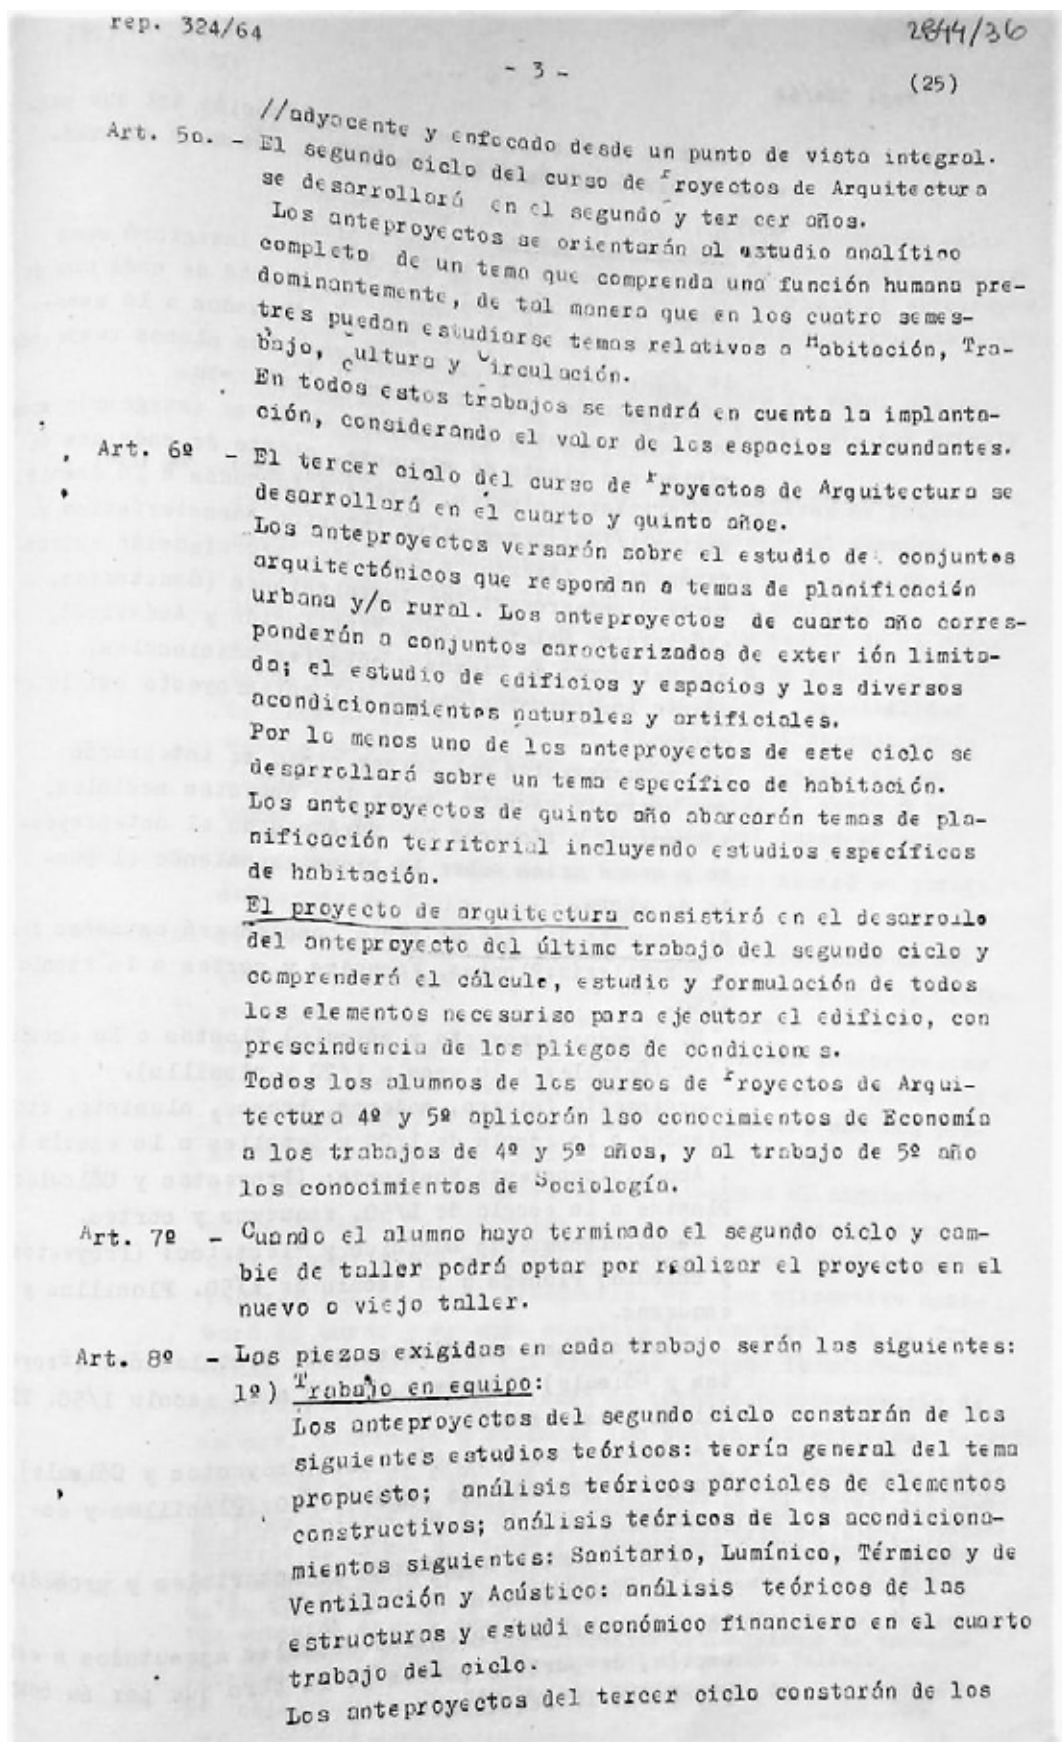 rep. 324/64
2844/36
- 3 -
(25)
//adyacente y enfocado desde un punto de vista integral.
Art. 5o. - El segundo ciclo del curso de Proyectos de Arquitectura
se desarrollará en el segundo y ter cer años.
Los anteproyectos se orientarán al estudio analítico
completo de un tema que comprenda una función humana pre-
dominantemente, de tal manera que en los cuatro semes-
tres puedan estudiarse temas relativos a Habitación, Tra-
bajo, Cultura y Circulación.
En todos estos trabajos se tendrá en cuenta la implanta-
ción, considerando el valor de los espacios circundantes.
Art. 6º - El tercer ciclo del curso de Proyectos de Arquitectura se
desarrollará en el cuarto y quinto años.
Los anteproyectos versarán sobre el estudio de conjuntos
arquitectónicos que respondan a temas de planificación
urbana y/o rural. Los anteproyectos de cuarto año corres-
ponderán a conjuntos caracterizados de exter ión limita-
da; el estudio de edificios y espacios y los diversos
acondicionamientos naturales y artificiales.
Por lo menos uno de los anteproyectos de este ciclo se
desarrollará sobre un tema específico de habitación.
Los anteproyectos de quinto año abarcarán temas de pla-
nificación territorial incluyendo estudios específicos
de habitación.
El proyecto de arquitectura consistirá en el desarrollo
del anteproyecto del último trabajo del segundo ciclo y
comprenderá el cálculo, estudio y formulación de todos
los elementos necesariso para ejecutar el edificio, con
prescindencia de los pliegos de condiciones.
Todos los alumnos de los cursos de Proyectos de Arqui-
tectura 4º y 5º aplicarán lso conocimientos de Economía
a los trabajos de 4º y 5º años, y al trabajo de 5º año
los conocimientos de Sociología.
Art. 7º - Cuando el alumno haya terminado el segundo ciclo y cam-
bie de taller podrá optar por realizar el proyecto en el
nuevo o viejo taller.
Art. 8º - Las piezas exigidas en cada trabajo serán las siguientes:
1º) Trabajo en equipo:
Los anteproyectos del segundo ciclo constarán de los
siguientes estudios teóricos: teoría general del tema
propuesto; análisis teóricos parciales de elementos
constructivos; análisis teóricos de los acondiciona-
mientos siguientes: Sanitario, Lumínico, Térmico y de
Ventilación y Acústico: análisis teóricos de las
estructuras y estudi económico financiero en el cuarto
trabajo del ciclo.
Los anteproyectos del tercer ciclo constarán de los